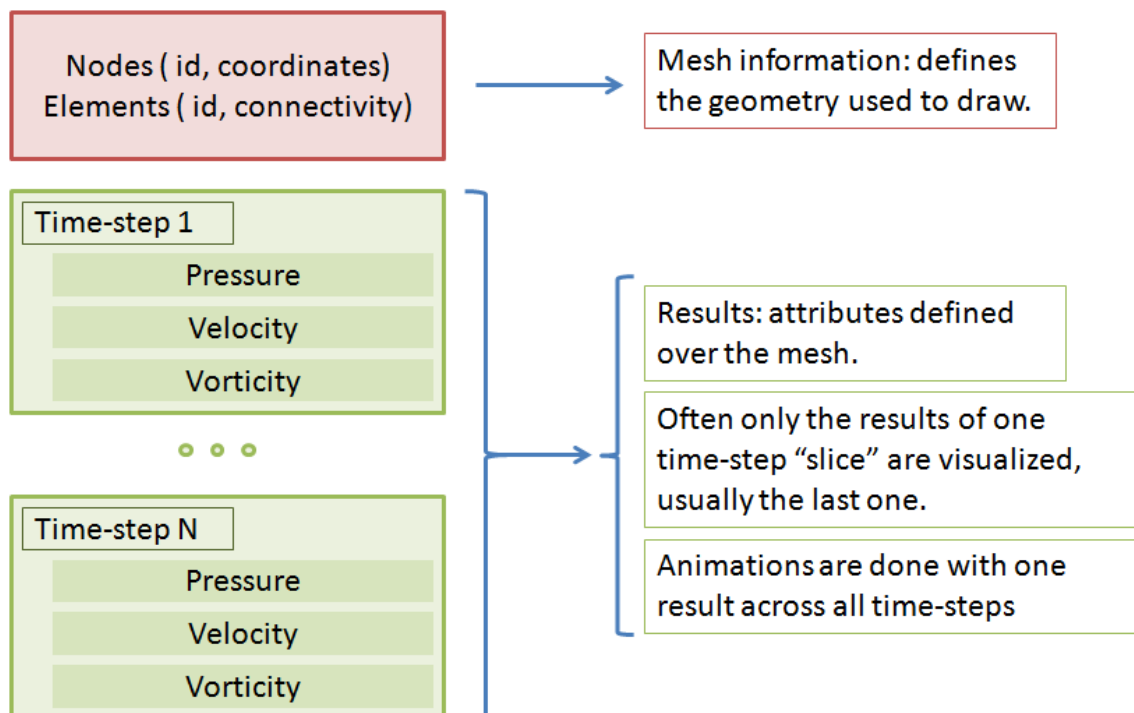 Nodes ( id, coordinates)
Elements ( id, connectivity)
Mesh information: defines
the geometry used to draw.
Time-step 1
Pressure
Velocity
Vorticity
Time-step N
Pressure
Velocity
Vorticity
Results: attributes defined
over the mesh.
Often only the results of one
time-step “slice” are visualized,
usually the last one.
Animations are done with one
result across all time-steps